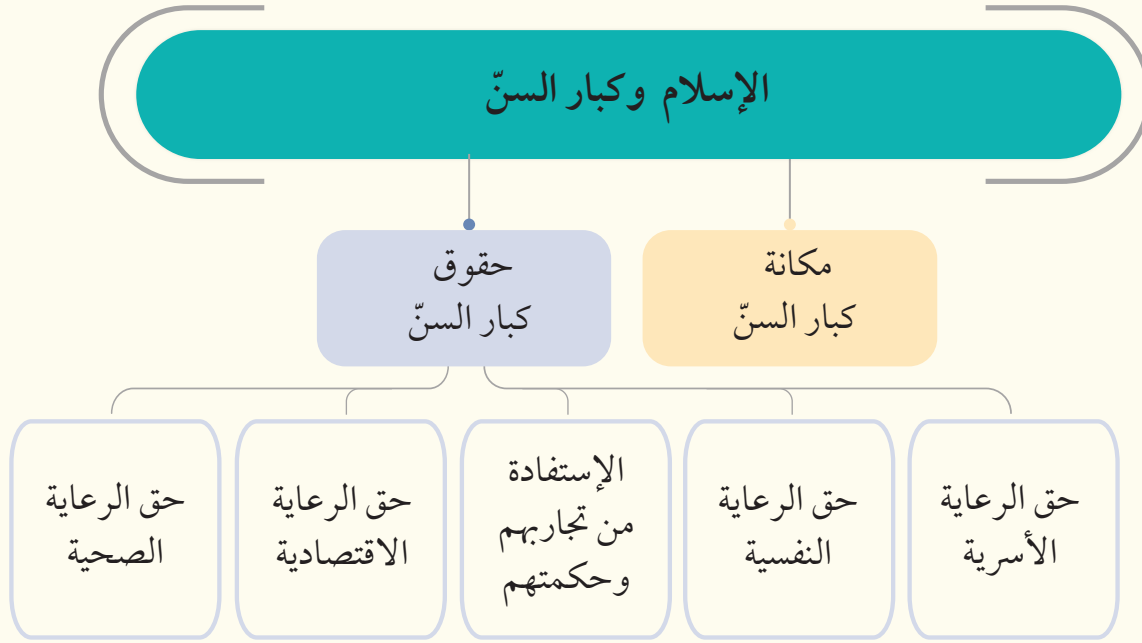 الإسلام وكبار السنّ
مكانة
كبار السنّ
حقوق
كبار السنّ
حق الرعاية
الأسرية
حق الرعاية
النفسية
الإستفادة
من تجاربهم
وحكمتهم
حق الرعاية
الاقتصادية
حق الرعاية
الصحية